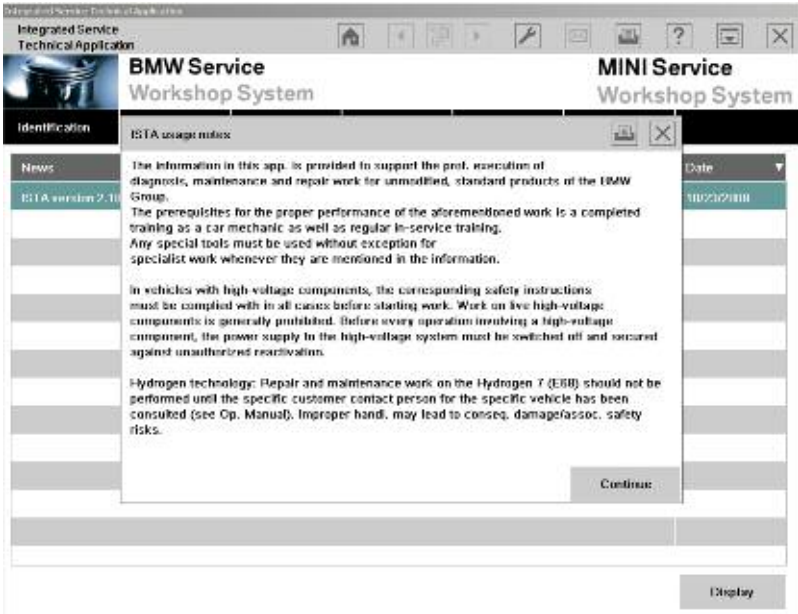 Integrated Service Technical Application
Integrated Service
Technical Application
BMW Service
Workshop System
MINI Service
Workshop System
Identification
ISTA usage notes
News
Date
ISTA version 2.10
The information in this app. is provided to support the prof. execution of
diagnosis, maintenance and repair work for unmodified, standard products of the BMW
Group.
The prerequisites for the proper performance of the aforementioned work is a completed
training as a car mechanic as well as regular in-service training.
Any special tools must be used without exception for
specialist work whenever they are mentioned in the information.
In vehicles with high-voltage components, the corresponding safety instructions
must be complied with in all cases before starting work. Work on live high-voltage
components is generally prohibited. Before every operation involving a high-voltage
component, the power supply to the high-voltage system must be switched off and secured
against unauthorized reactivation.
Hydrogen technology: Repair and maintenance work on the Hydrogen 7 (E68) should not be
performed until the specific customer contact person for the specific vehicle has been
consulted (see Op. Manual). Improper handl. may lead to conseq. damage/assoc. safety
risks.
Continue
Display